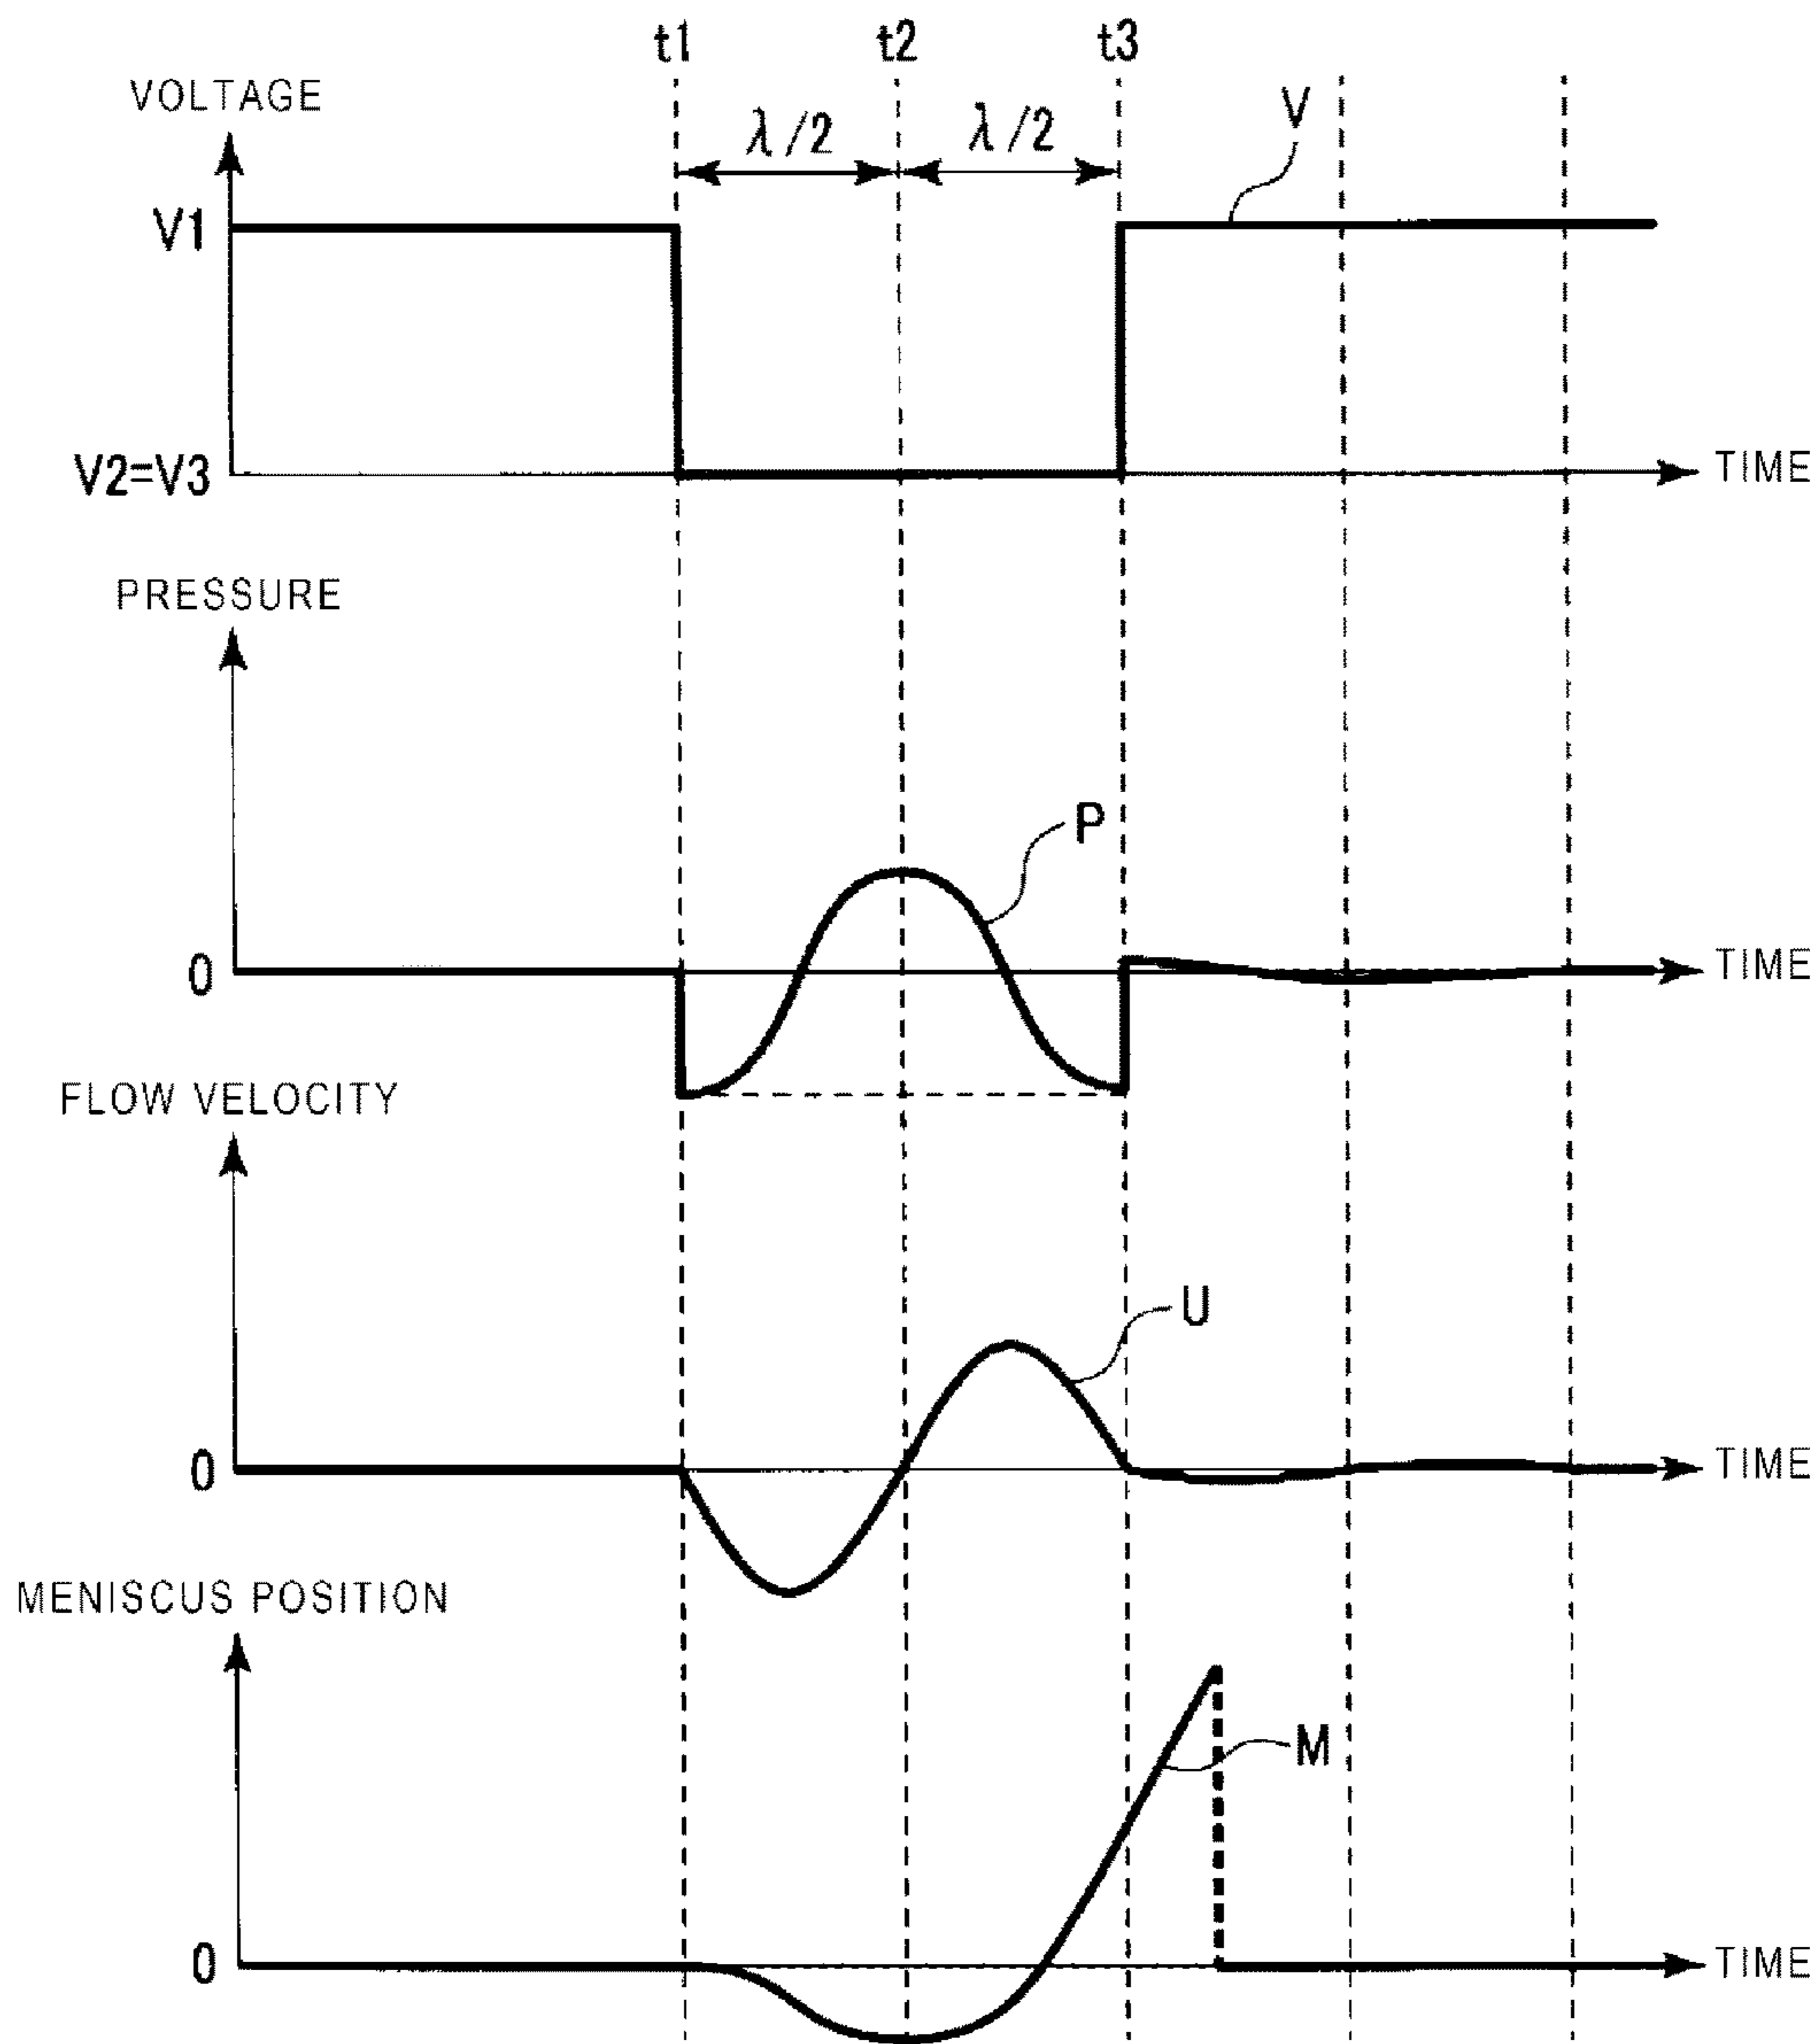 t1 t2 t3
VOLTAGE
λ/2 λ/2
V
V1
V2=V3
TIME
PRESSURE
P
0
TIME
FLOW VELOCITY
U
0
TIME
MENISCUS POSITION
M
0
TIME